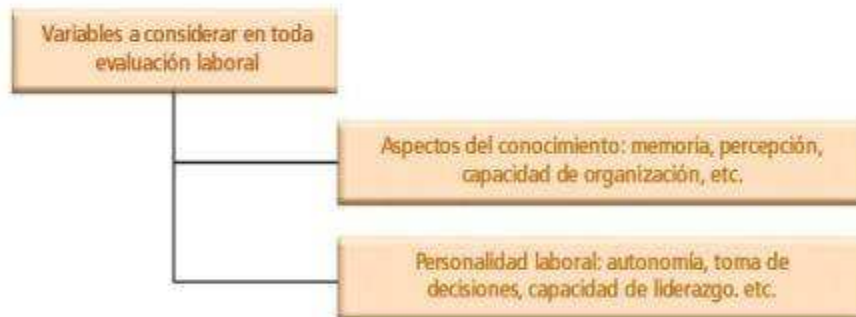 Variables a considerar en toda
evaluación laboral
Aspectos del conocimiento: memoria, percepción,
capacidad de organización, etc.
Personalidad laboral: autonomía, toma de
decisiones, capacidad de liderazgo. etc.